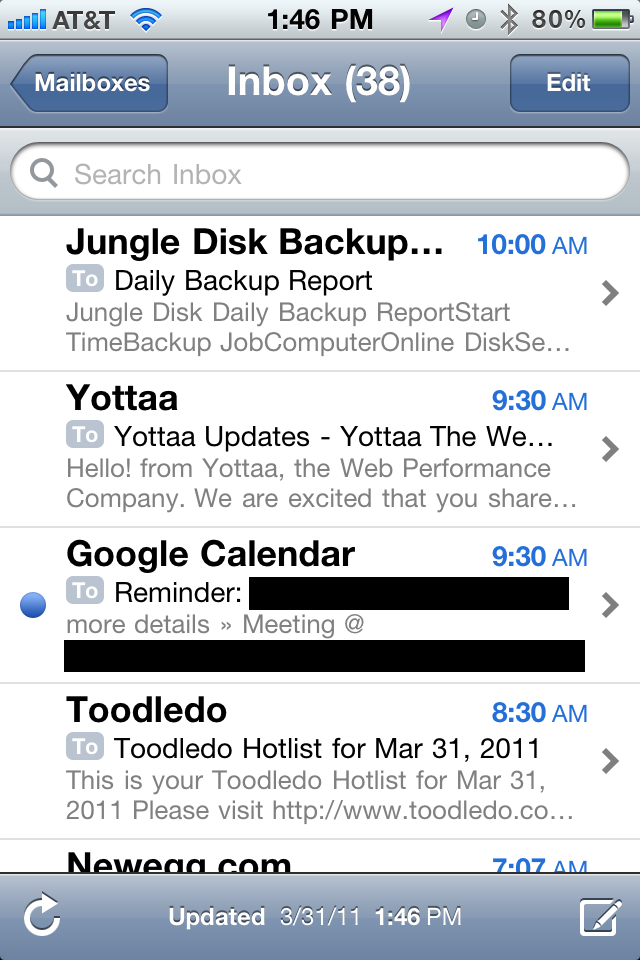 AT&T 1:46 PM 80%
Mailboxes Inbox (38) Edit
Search Inbox
Jungle Disk Backup... 10:00 AM
To Daily Backup Report
Jungle Disk Daily Backup ReportStart
TimeBackup JobComputerOnline DiskSe...
Yottaa 9:30 AM
To Yottaa Updates - Yottaa The We...
Hello! from Yottaa, the Web Performance
Company. We are excited that you share...
Google Calendar 9:30 AM
To Reminder:
more details » Meeting @
Toodledo 8:30 AM
To Toodledo Hotlist for Mar 31, 2011
This is your Toodledo Hotlist for Mar 31,
2011 Please visit http://www.toodledo.co...
Newegg.com 7:07 AM
Updated 3/31/11 1:46 PM